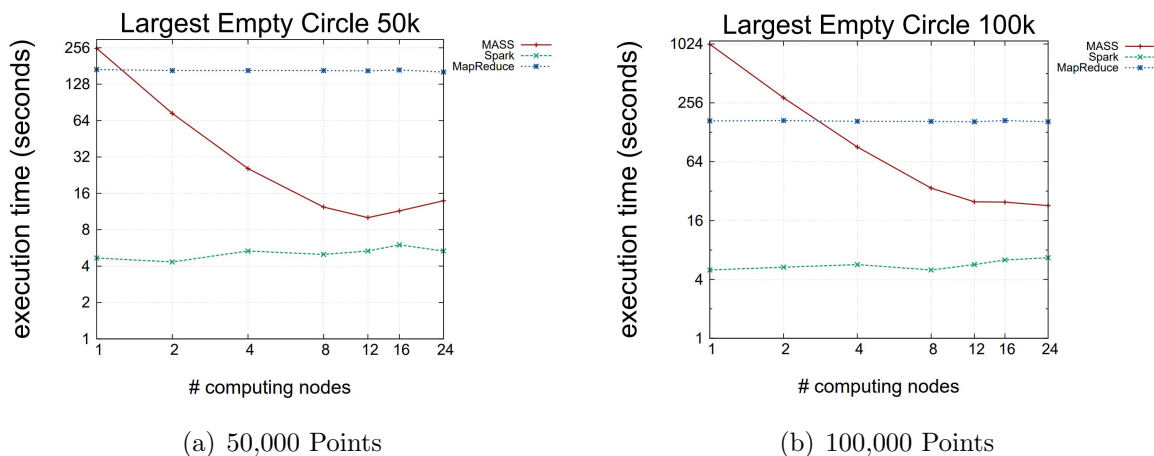 Largest Empty Circle 50k
execution time (seconds)
256
128
64
32
16
8
4
2
1
1 2 4 8 12 16 24
# computing nodes
MASS
Spark
MapReduce
(a) 50,000 Points
Largest Empty Circle 100k
execution time (seconds)
1024
256
64
16
4
1
1 2 4 8 12 16 24
# computing nodes
MASS
Spark
MapReduce
(b) 100,000 Points